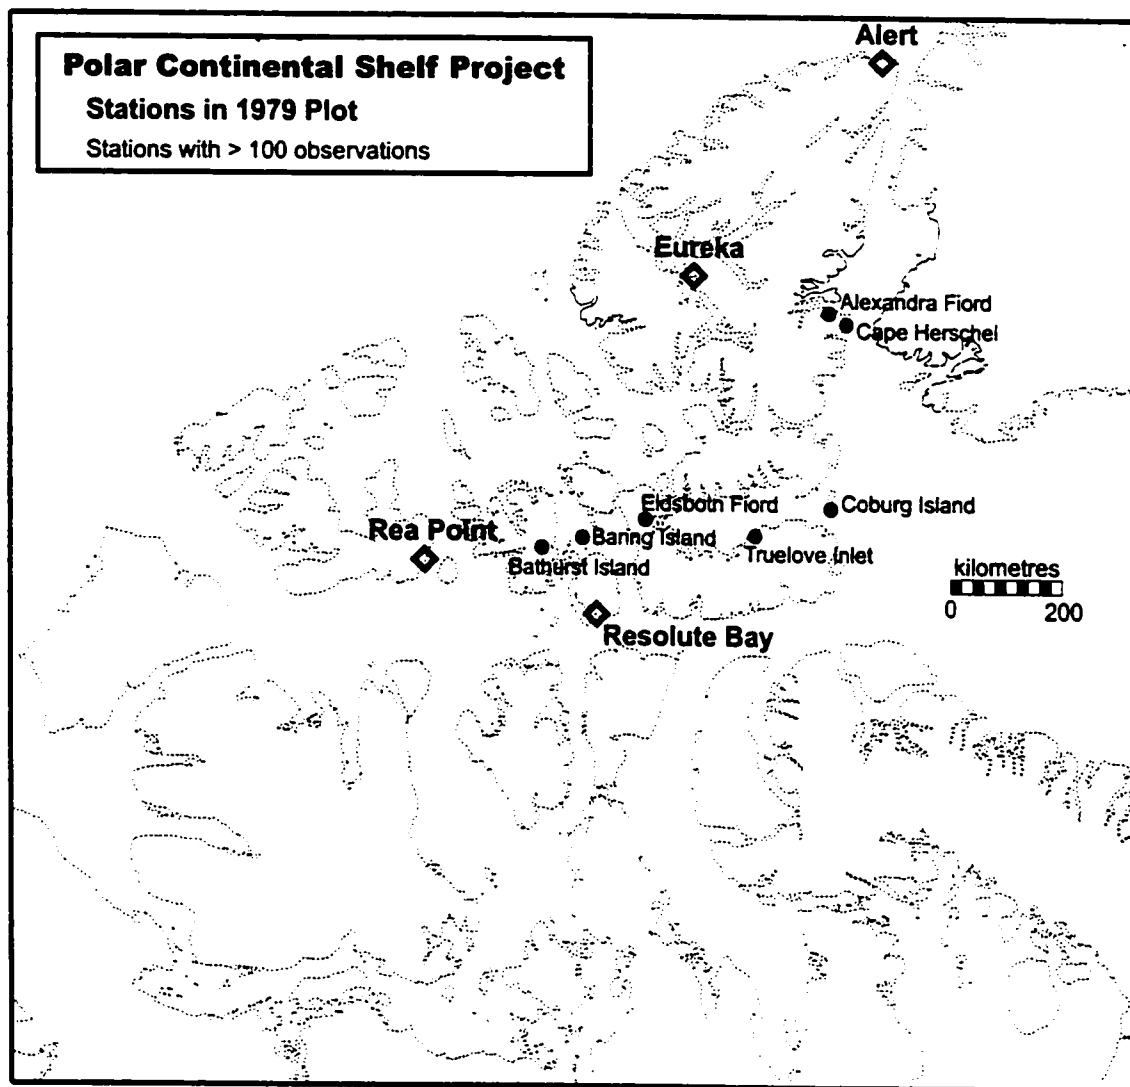 Polar Continental Shelf Project
Stations in 1979 Plot
Stations with > 100 observations
Alert
Eureka
Alexandra Fiord
Cape Herschel
Eidsbotn Fiord
Coburg Island
Rea Point
Baring Island
Truelove Inlet
Bathurst Island
kilometres
0 200
Resolute Bay